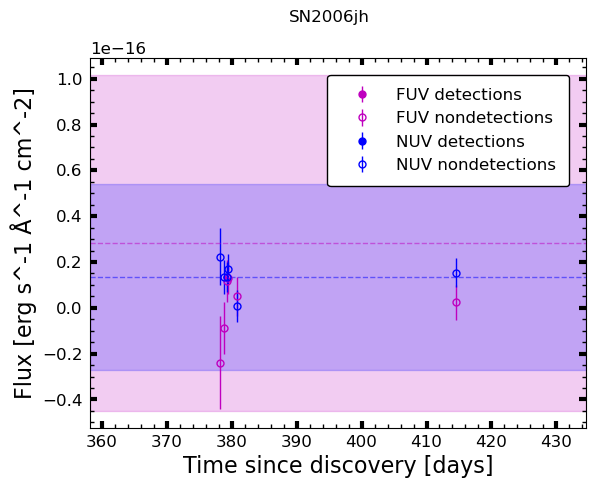 SN2006jh
1e−16
FUV detections
FUV nondetections
NUV detections
NUV nondetections
1.0
0.8
0.6
0.4
0.2
0.0
−0.2
−0.4
Flux [erg s^-1 Å^-1 cm^-2]
360 370 380 390 400 410 420 430
Time since discovery [days]